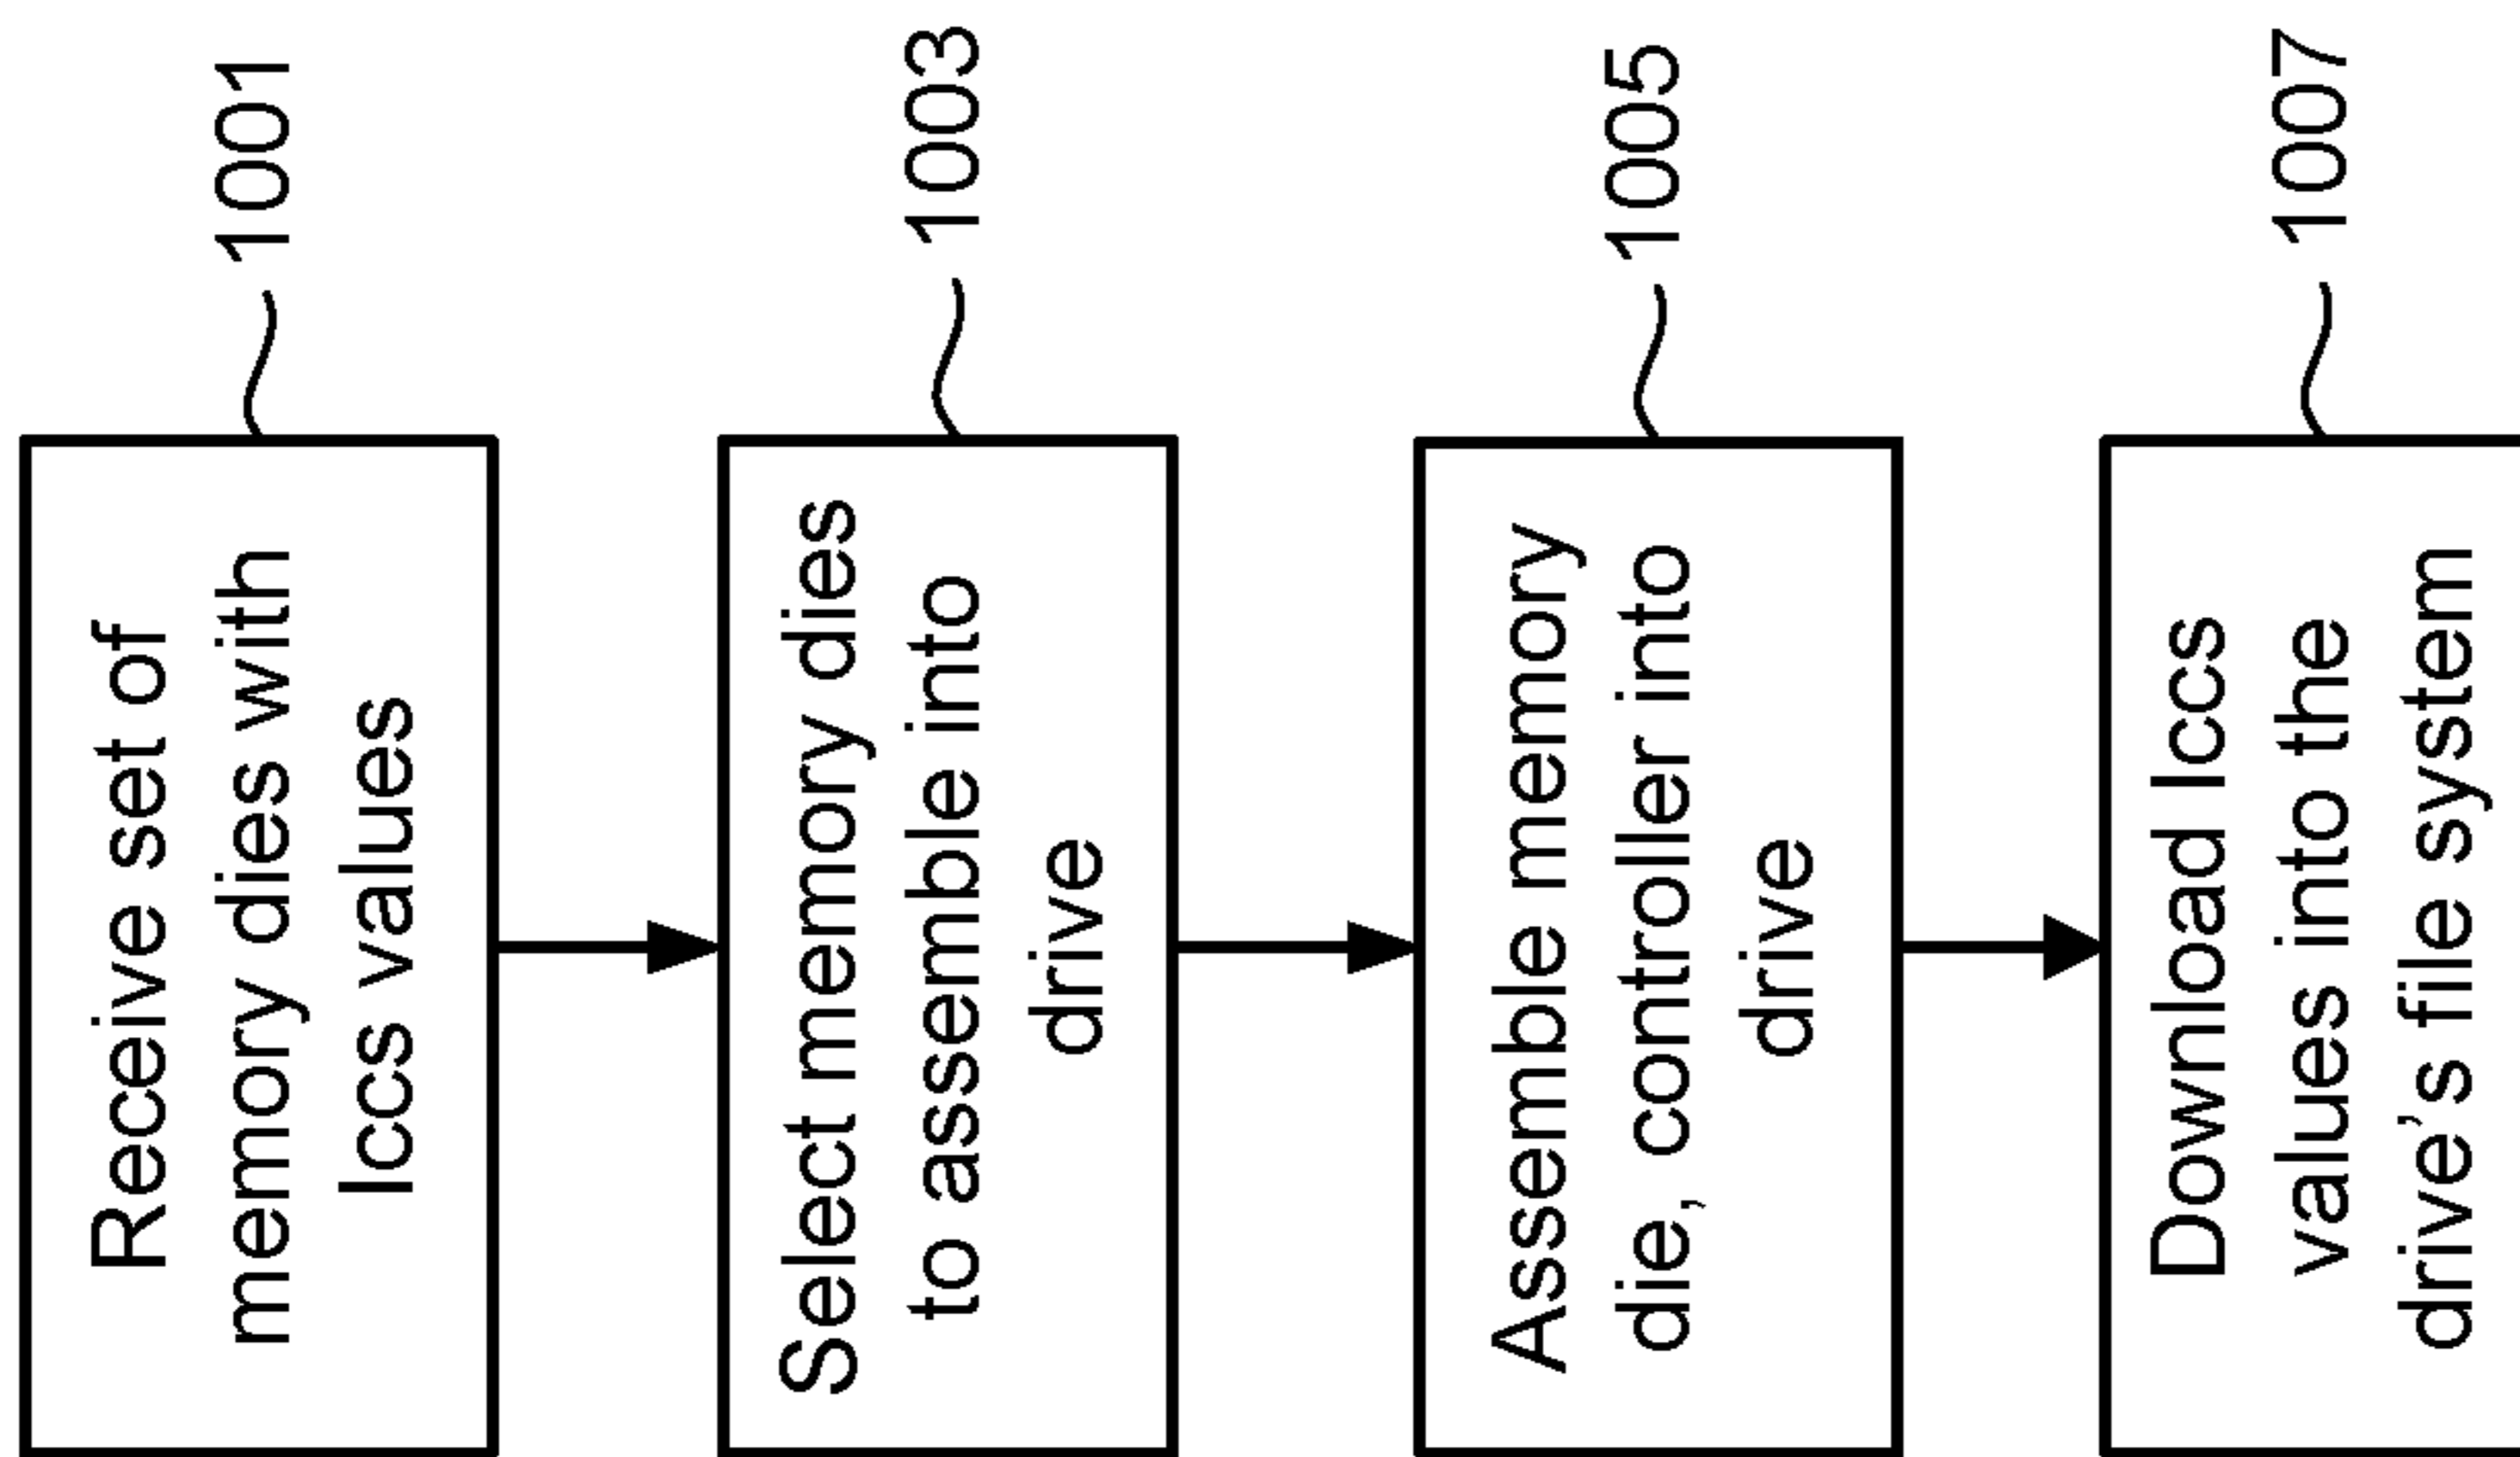 Receive set of
memory dies with
Iccs values
1001
Select memory dies
to assemble into
drive
1003
Assemble memory
die, controller into
drive
1005
Download Iccs
values into the
drive's file system
1007